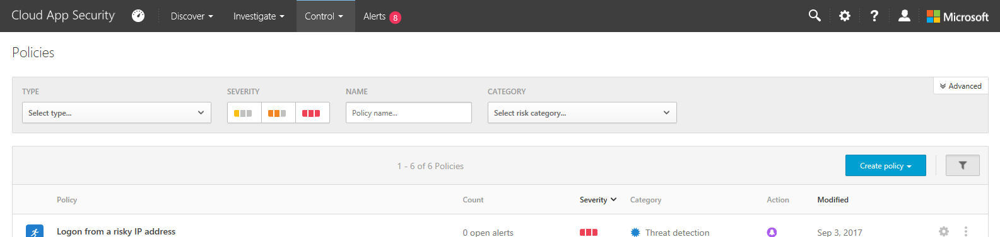 Cloud App Security Discover Investigate Control Alerts 8 ? Microsoft
Policies
Advanced
TYPE SEVERITY NAME CATEGORY
Select type... Policy name... Select risk category...
1 - 6 of 6 Policies Create policy
Policy Count Severity Category Action Modified
Logon from a risky IP address 0 open alerts Threat detection Sep 3, 2017